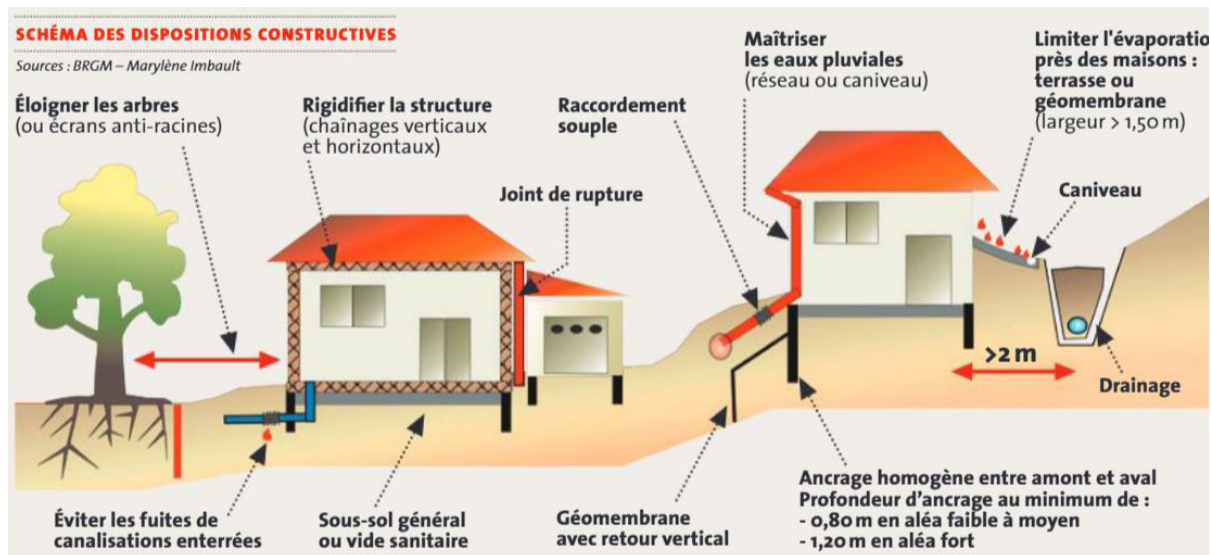 SCHÉMA DES DISPOSITIONS CONSTRUCTIVES
Sources : BRGM – Marylène Imbault
Éloigner les arbres
(ou écrans anti-racines)
Rigidifier la structure
(chaînages verticaux
et horizontaux)
Joint de rupture
Raccordement
souple
Maîtriser
les eaux pluviales
(réseau ou caniveau)
Limiter l'évaporatio
près des maisons :
terrasse ou
géomembrane
(largeur > 1,50 m)
Caniveau
>2 m
Drainage
Éviter les fuites de
canalisations enterrées
Sous-sol général
ou vide sanitaire
Géomembrane
avec retour vertical
Ancrage homogène entre amont et aval
Profondeur d’ancrage au minimum de :
- 0,80 m en aléa faible à moyen
- 1,20 m en aléa fort